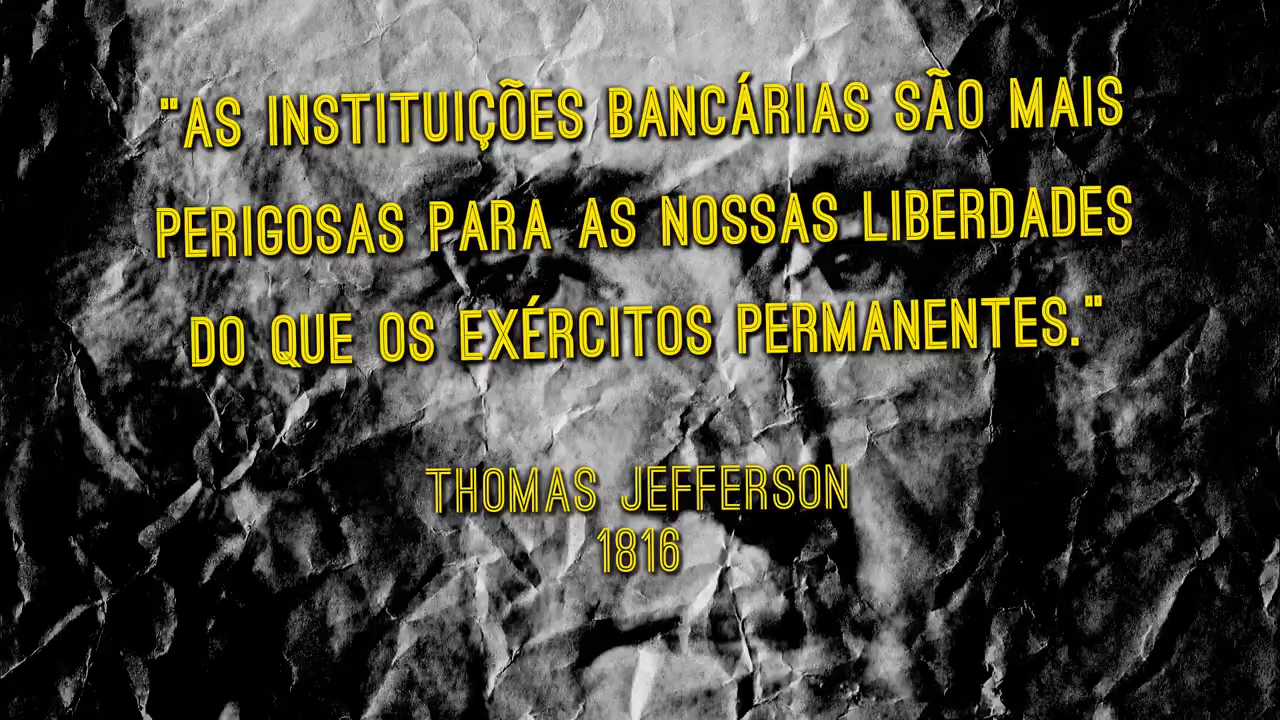 "AS INSTITUIÇÕES BANCÁRIAS SÃO MAIS
PERIGOSAS PARA AS NOSSAS LIBERDADES
DO QUE OS EXÉRCITOS PERMANENTES."
THOMAS JEFFERSON
1816